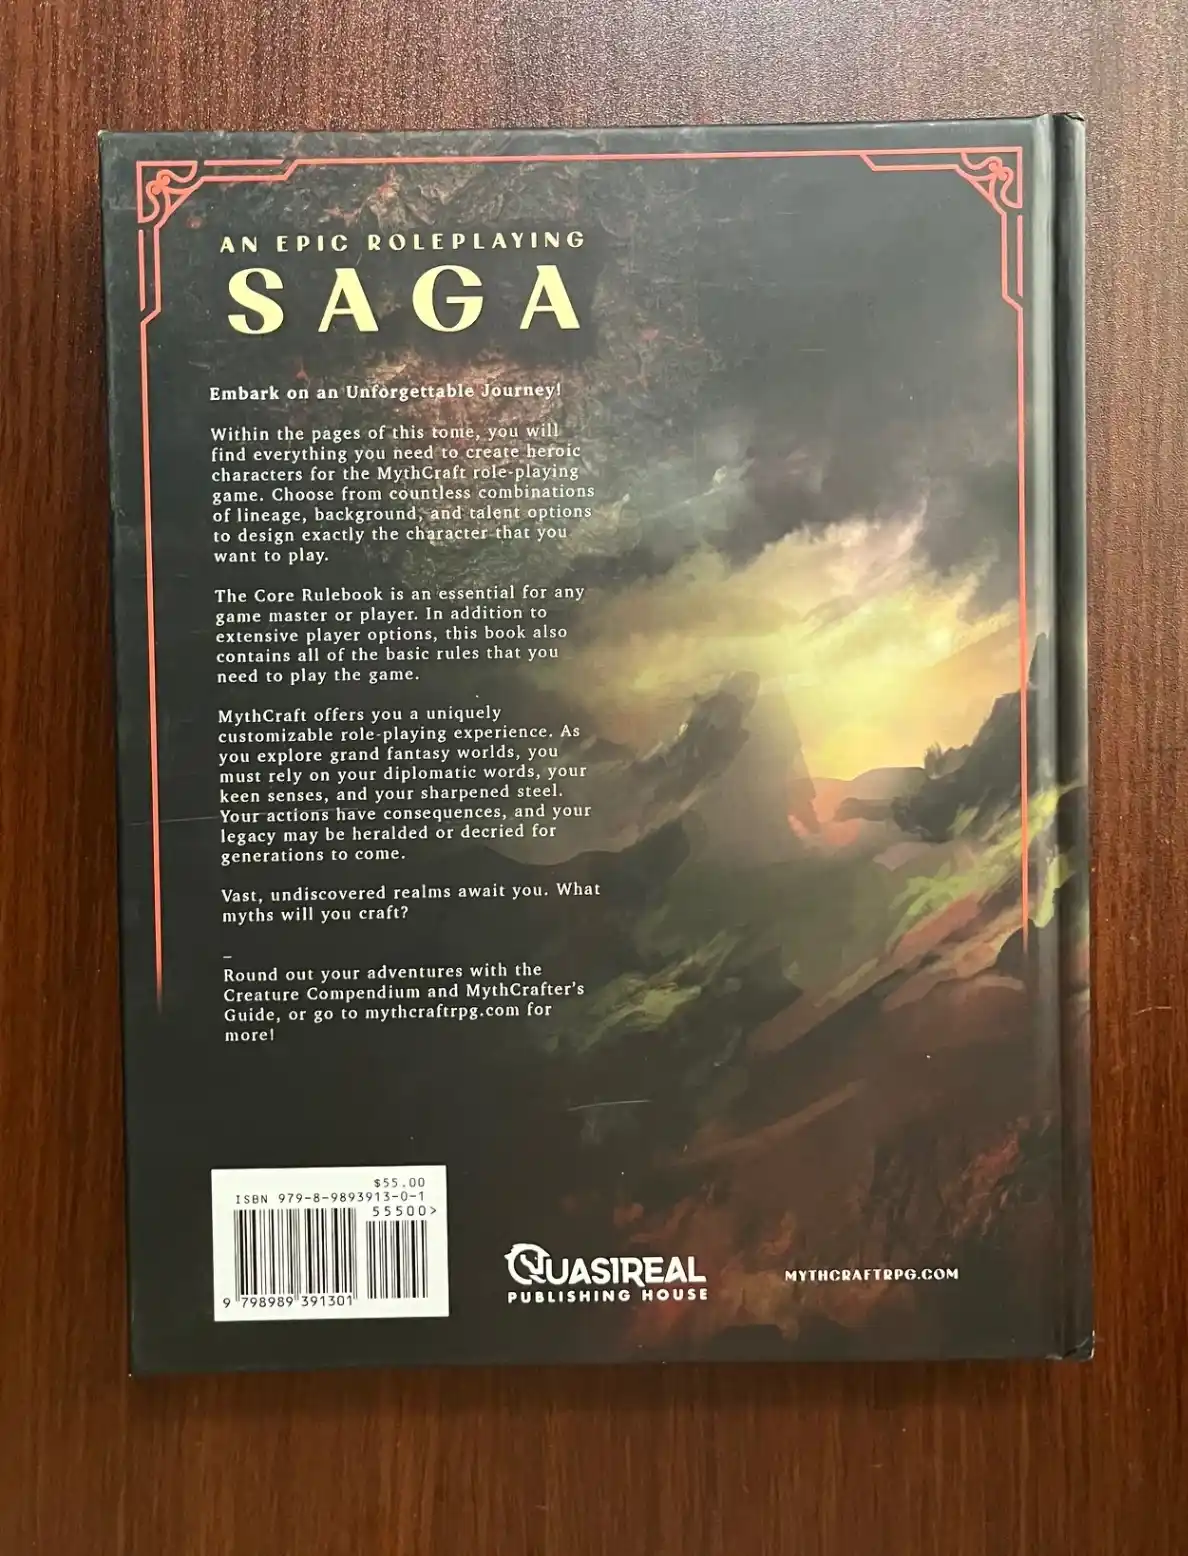 AN EPIC ROLEPLAYING
SAGA
Embark on an Unforgettable Journey!
Within the pages of this tome, you will
find everything you need to create heroic
characters for the MythCraft role-playing
game. Choose from countless combinations
of lineage, background, and talent options
to design exactly the character that you
want to play.
The Core Rulebook is an essential for any
game master or player. In addition to
extensive player options, this book also
contains all of the basic rules that you
need to play the game.
MythCraft offers you a uniquely
customizable role-playing experience. As
you explore grand fantasy worlds, you
must rely on your diplomatic words, your
keen senses, and your sharpened steel.
Your actions have consequences, and your
legacy may be heralded or decried for
generations to come.
Vast, undiscovered realms await you. What
myths will you craft?
–
Round out your adventures with the
Creature Compendium and MythCrafter's
Guide, or go to mythcraftrpg.com for
more!
$55.00
ISBN 979-8-9893913-0-1
55500>
9 798989 391301
QUASIREAL
PUBLISHING HOUSE
MYTHCRAFTRPG.COM